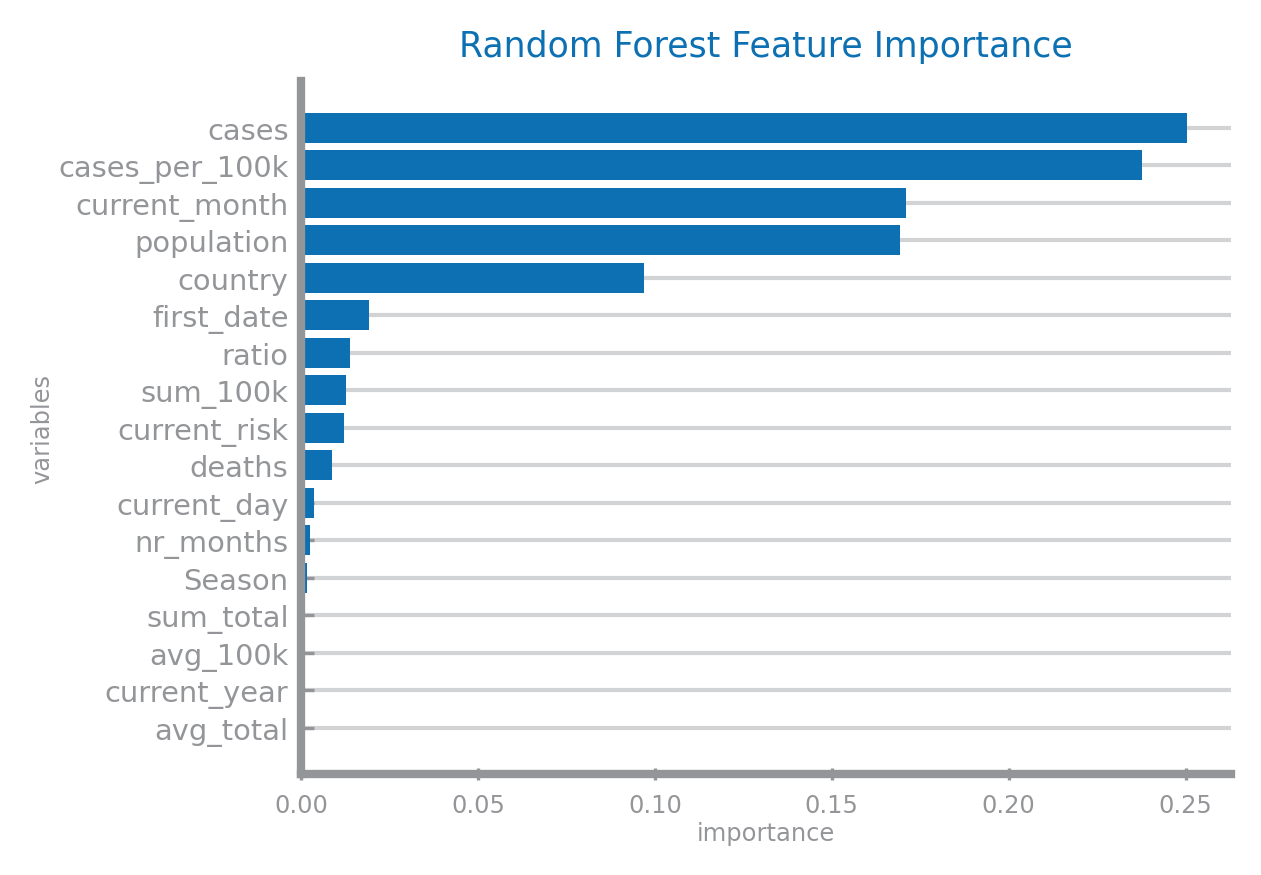 Random Forest Feature Importance
cases
cases_per_100k
current_month
population
country
first_date
ratio
sum_100k
current_risk
deaths
current_day
nr_months
Season
sum_total
avg_100k
current_year
avg_total
variables
0.00 0.05 0.10 0.15 0.20 0.25
importance